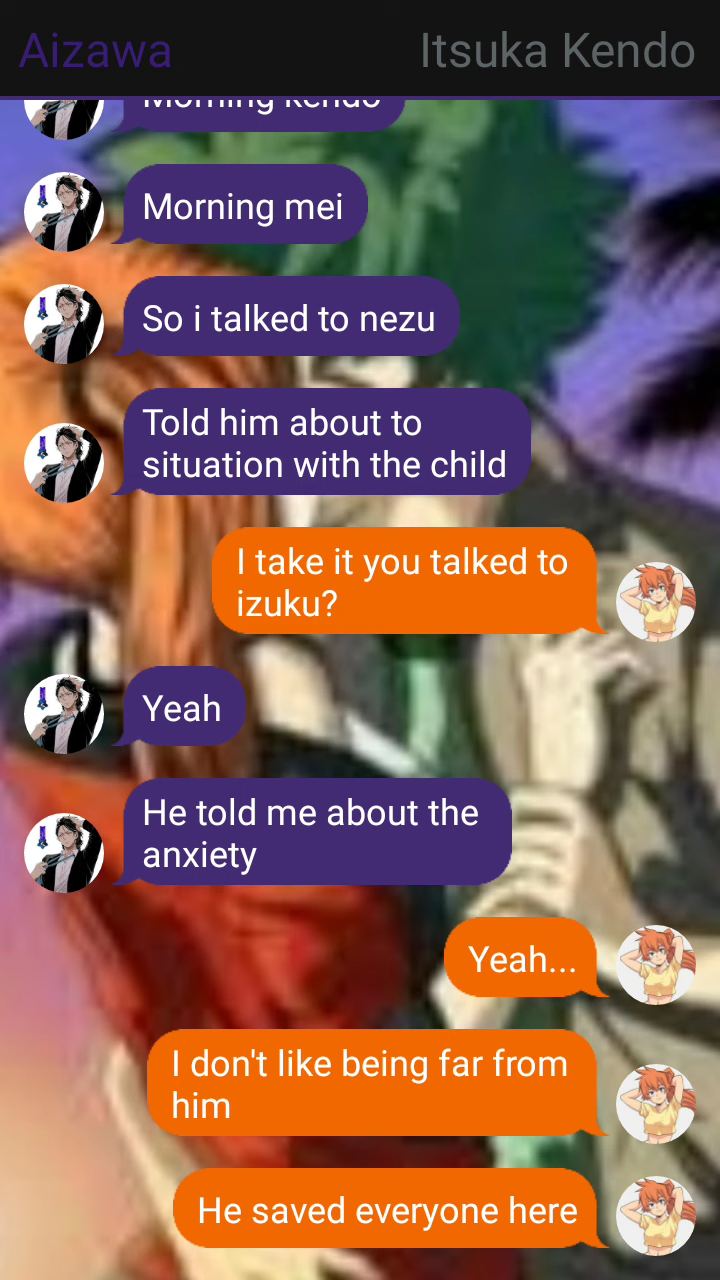 Aizawa
Itsuka Kendo
Morning kendo
Morning mei
So i talked to nezu
Told him about to
situation with the child
I take it you talked to
izuku?
Yeah
He told me about the
anxiety
Yeah...
I don't like being far from
him
He saved everyone here